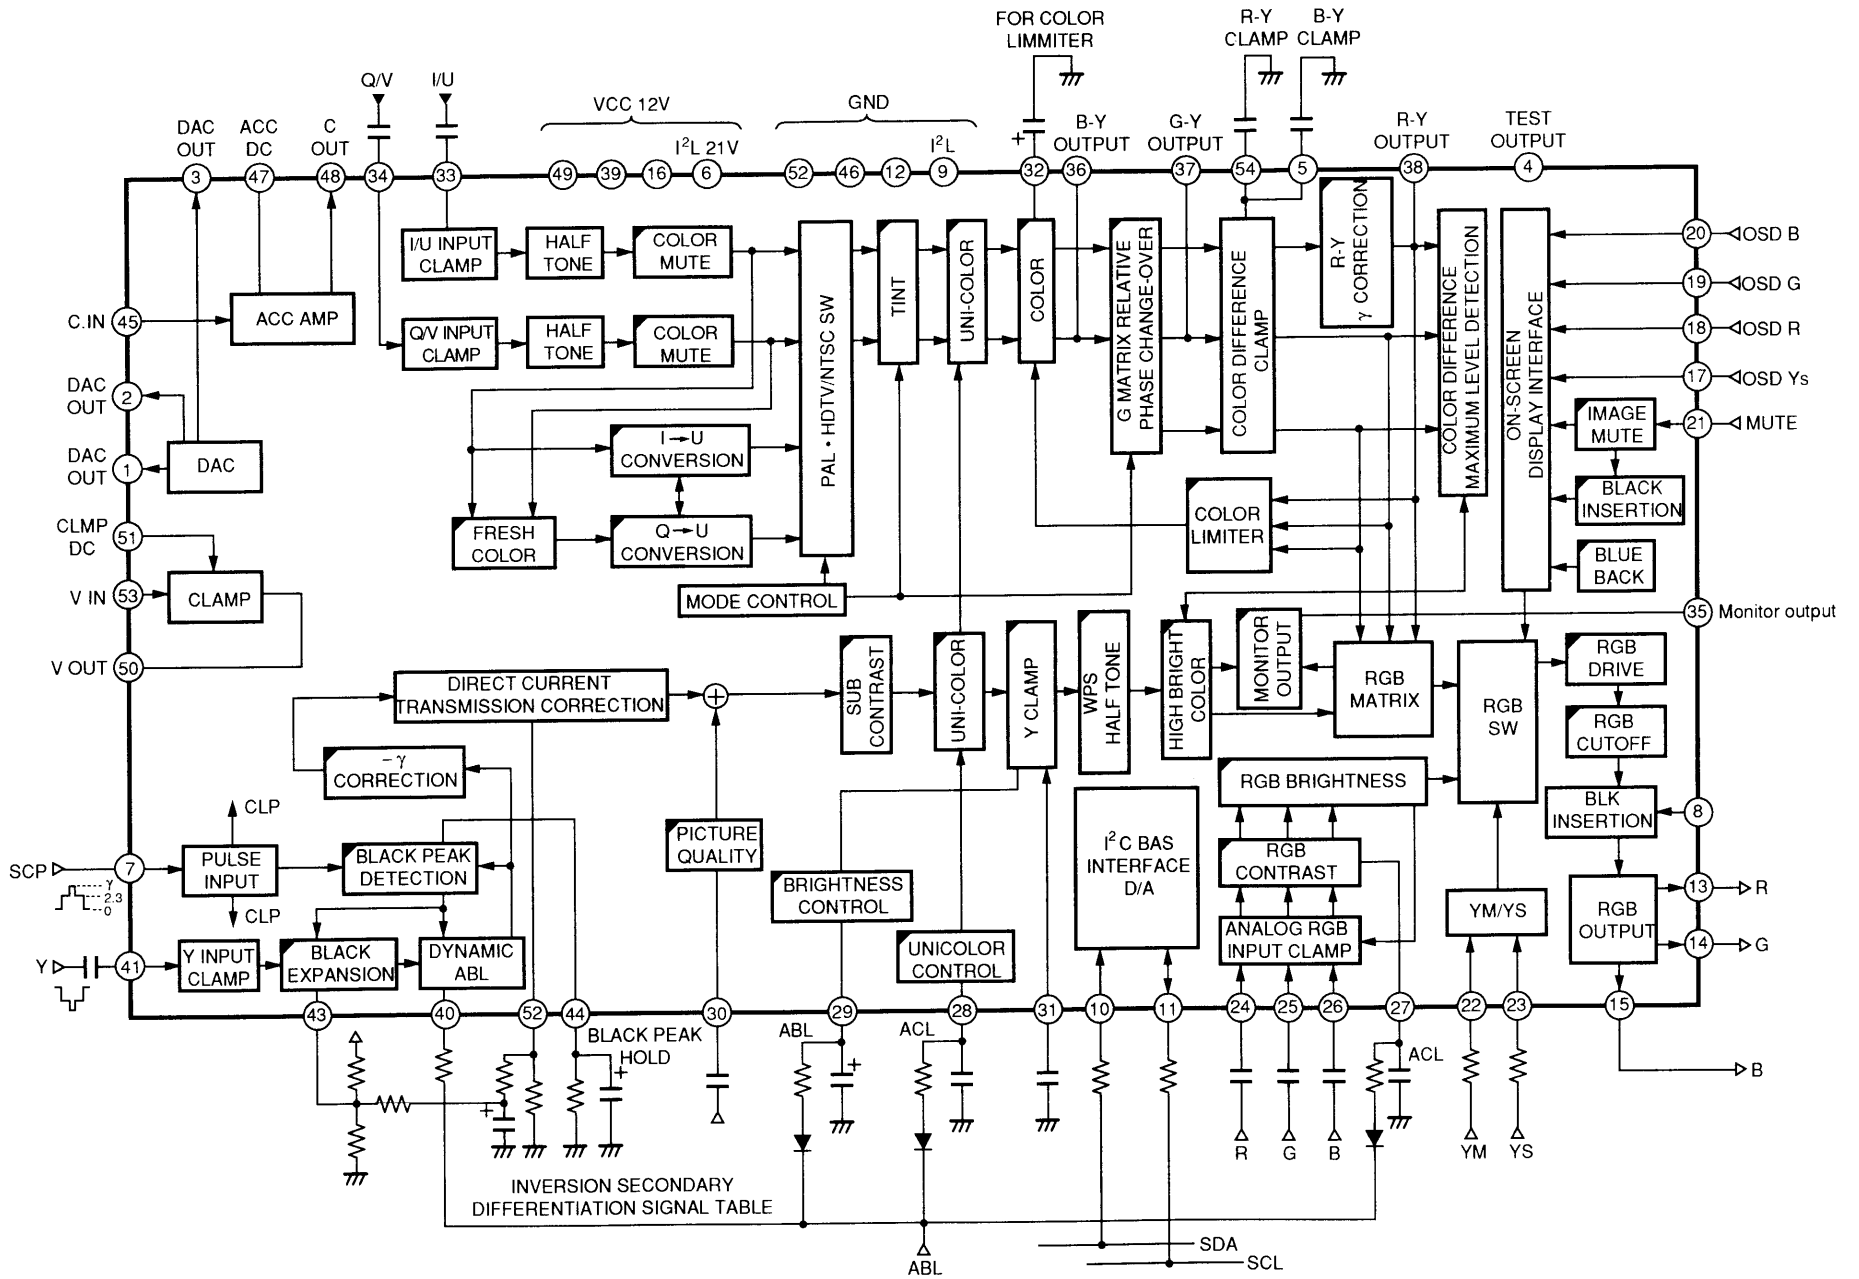 FOR COLOR
LIMMITER
R-Y
CLAMP
B-Y
CLAMP
Q/V
I/U
VCC 12V
GND
DAC
OUT
ACC
DC
C
OUT
I²L 21V
I²L
B-Y
OUTPUT
G-Y
OUTPUT
R-Y
OUTPUT
TEST
OUTPUT
3
47
48
34
33
49
39
16
6
52
46
12
9
32
36
37
54
5
38
4
I/U INPUT
CLAMP
HALF
TONE
COLOR
MUTE
Q/V INPUT
CLAMP
HALF
TONE
COLOR
MUTE
PAL • HDTV/NTSC SW
TINT
UNI-COLOR
COLOR
G MATRIX RELATIVE
PHASE CHANGE-OVER
COLOR DIFFERENCE
CLAMP
R-Y
γ CORRECTION
COLOR DIFFERENCE
MAXIMUM LEVEL DETECTION
ON-SCREEN
DISPLAY INTERFACE
20 OSD B
19 OSD G
18 OSD R
17 OSD Ys
21 MUTE
IMAGE
MUTE
BLACK
INSERTION
BLUE
BACK
C.IN 45
ACC AMP
DAC
OUT
2
DAC
OUT
1
DAC
CLMP
DC
51
V IN 53
CLAMP
V OUT 50
I→U
CONVERSION
FRESH
COLOR
Q→U
CONVERSION
MODE CONTROL
COLOR
LIMITER
35 Monitor output
DIRECT CURRENT
TRANSMISSION CORRECTION
SUB
CONTRAST
UNI-COLOR
Y CLAMP
WPS
HALF TONE
HIGH BRIGHT
COLOR
MONITOR
OUTPUT
RGB
MATRIX
RGB
SW
RGB
DRIVE
RGB
CUTOFF
BLK
INSERTION
8
-γ
CORRECTION
RGB BRIGHTNESS
CLP
SCP 7
PULSE
INPUT
BLACK PEAK
DETECTION
PICTURE
QUALITY
I²C BAS
INTERFACE
D/A
RGB
CONTRAST
γ
2.3
0
CLP
BRIGHTNESS
CONTROL
YM/YS
RGB
OUTPUT
13 R
14 G
Y 41
Y INPUT
CLAMP
BLACK
EXPANSION
DYNAMIC
ABL
UNICOLOR
CONTROL
ANALOG RGB
INPUT CLAMP
43
40
52
44
30
29
28
31
10
11
24
25
26
27
22
23
15
BLACK PEAK
HOLD
ABL
ACL
ACL
B
+
+
+
+
R
G
B
YM
YS
INVERSION SECONDARY
DIFFERENTIATION SIGNAL TABLE
ABL
SDA
SCL